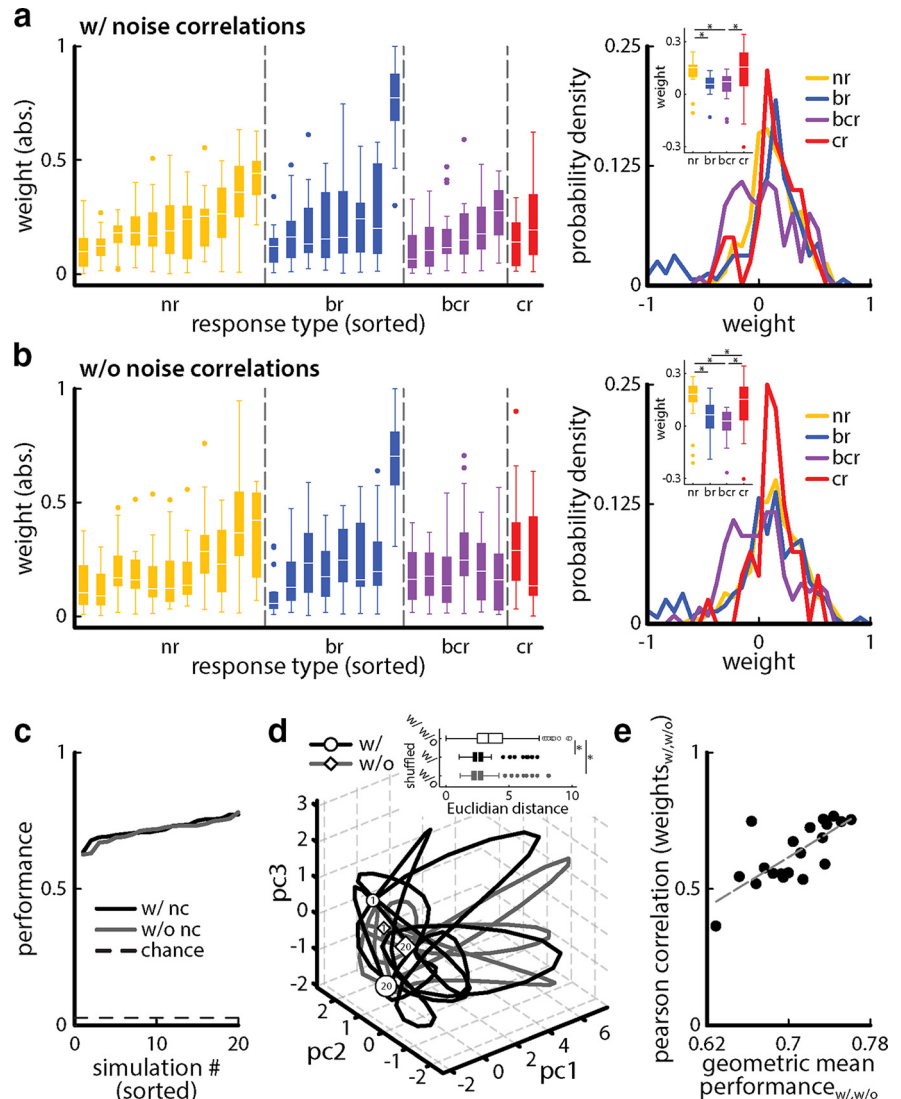 a
w/ noise correlations
1
0.5
0
weight (abs.)
nr
br
bcr
cr
response type (sorted)
0.25
0.125
0
probability density
-1
0
1
weight
0.3
0
-0.3
weight
nr
br
bcr
cr
*
*
*
nr
br
bcr
cr
b
w/o noise correlations
1
0.5
0
weight (abs.)
nr
br
bcr
cr
response type (sorted)
0.25
0.125
0
probability density
-1
0
1
weight
0.3
0
-0.3
weight
nr
br
bcr
cr
*
*
*
*
nr
br
bcr
cr
c
1
0.5
0
performance
w/ nc
w/o nc
chance
0
10
20
simulation #
(sorted)
d
w/
w/o
shuffled
w/ w/o
w/
w/o
*
*
0
5
10
Euclidian distance
3
2
1
0
-1
-2
pc3
2
1
0
-1
-2
pc2
-2
0
2
4
6
pc1
1
1
20
20
e
1
0.5
0
pearson correlation (weights w/,w/o)
0.62
0.7
0.78
geometric mean
performance w/,w/o